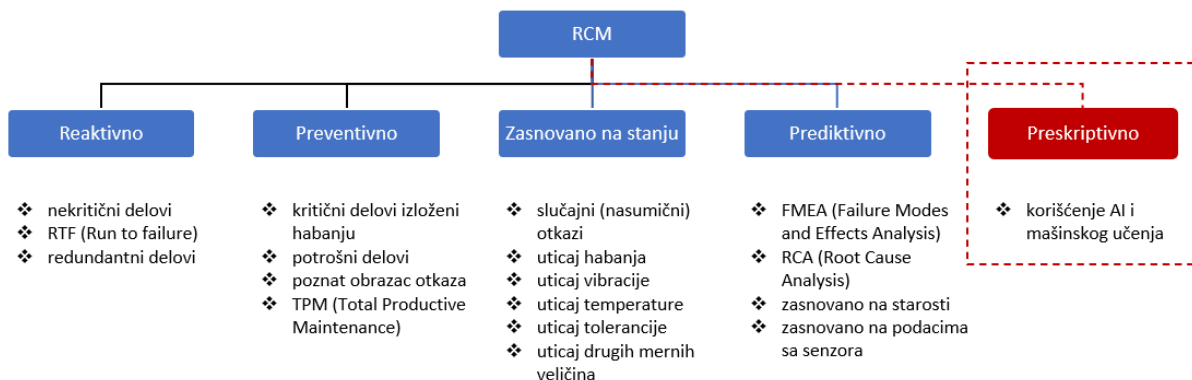 RCM
Reaktivno
Preventivno
Zasnovano na stanju
Prediktivno
Preskriptivno
❖ nekritični delovi
❖ RTF (Run to failure)
❖ redundantni delovi
❖ kritični delovi izloženi
habanju
❖ potrošni delovi
❖ poznat obrazac otkaza
❖ TPM (Total Productive
Maintenance)
❖ slučajni (nasumični)
otkazi
❖ uticaj habanja
❖ uticaj vibracije
❖ uticaj temperature
❖ uticaj tolerancije
❖ uticaj drugih mernih
veličina
❖ FMEA (Failure Modes
and Effects Analysis)
❖ RCA (Root Cause
Analysis)
❖ zasnovano na starosti
❖ zasnovano na podacima
sa senzora
❖ korišćenje AI i
mašinskog učenja